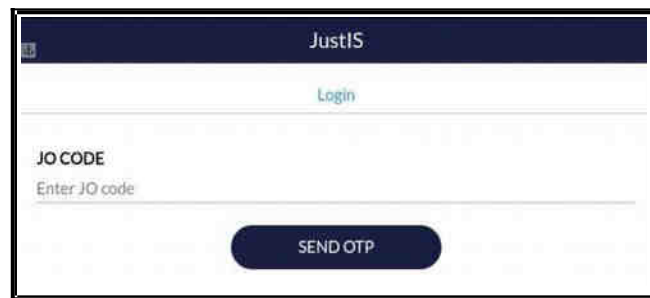 JustIS
Login
JO CODE
Enter JO code
SEND OTP